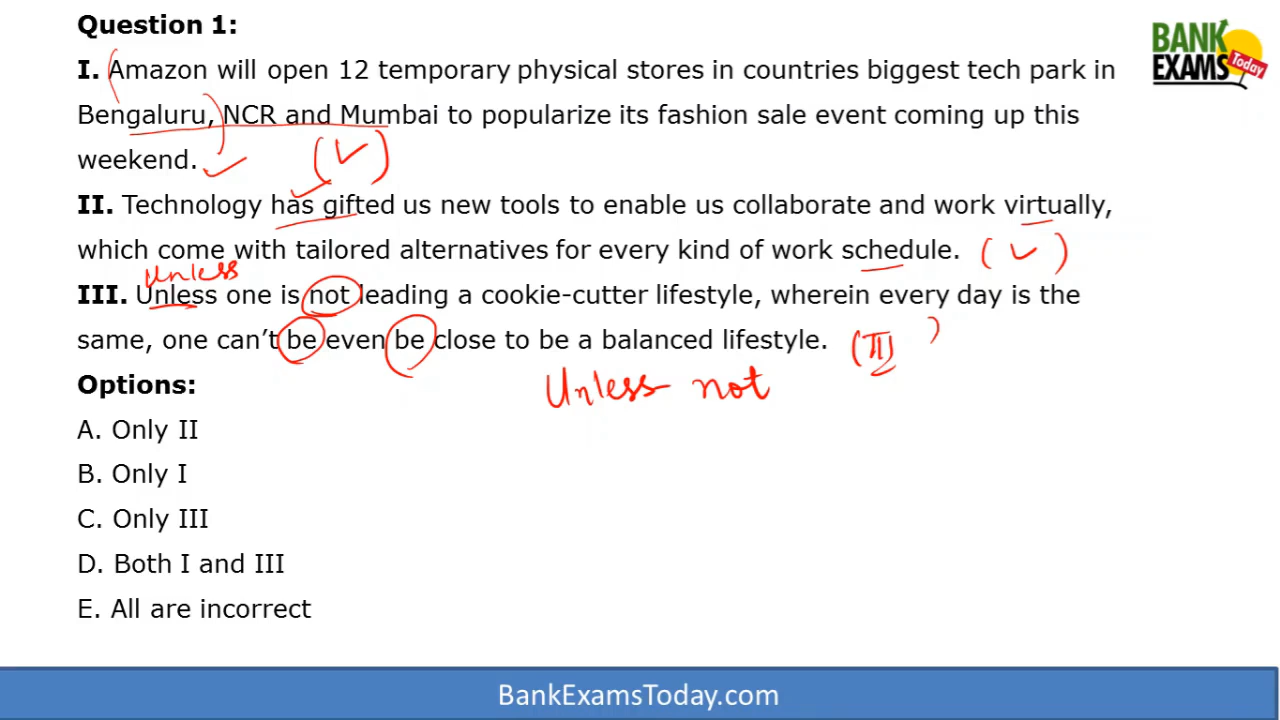 Question 1:
BANK
EXAMS Today
I. Amazon will open 12 temporary physical stores in countries biggest tech park in
Bengaluru, NCR and Mumbai to popularize its fashion sale event coming up this
weekend.
II. Technology has gifted us new tools to enable us collaborate and work virtually,
which come with tailored alternatives for every kind of work schedule.
Unless
III. Unless one is not leading a cookie-cutter lifestyle, wherein every day is the
same, one can't be even be close to be a balanced lifestyle. (III)
Options:
Unless not
A. Only II
B. Only I
C. Only III
D. Both I and III
E. All are incorrect
BankExamsToday.com